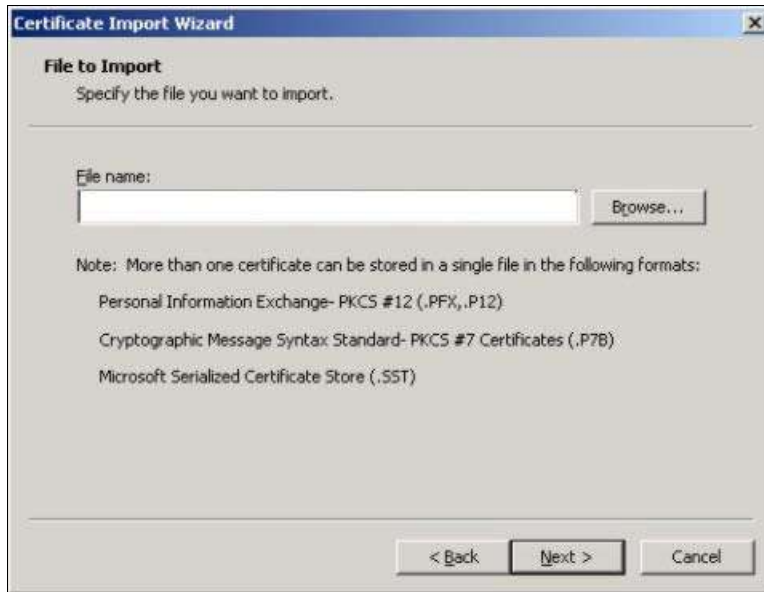 Certificate Import Wizard
File to Import
Specify the file you want to import.
File name:
Browse...
Note: More than one certificate can be stored in a single file in the following formats:
Personal Information Exchange- PKCS #12 (.PFX,.P12)
Cryptographic Message Syntax Standard- PKCS #7 Certificates (.P7B)
Microsoft Serialized Certificate Store (.SST)
< Back
Next >
Cancel